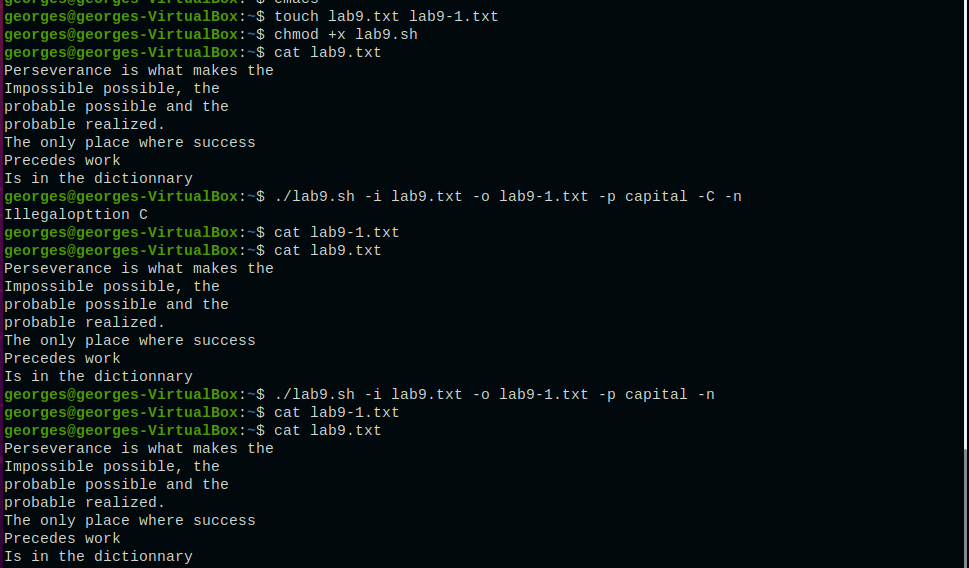 georges@georges-VirtualBox:~$ emacs
georges@georges-VirtualBox:~$ touch lab9.txt lab9-1.txt
georges@georges-VirtualBox:~$ chmod +x lab9.sh
georges@georges-VirtualBox:~$ cat lab9.txt
Perseverance is what makes the
Impossible possible, the
probable possible and the
probable realized.
The only place where success
Precedes work
Is in the dictionnary
georges@georges-VirtualBox:~$ ./lab9.sh -i lab9.txt -o lab9-1.txt -p capital -C -n
Illegalopttion C
georges@georges-VirtualBox:~$ cat lab9-1.txt
georges@georges-VirtualBox:~$ cat lab9.txt
Perseverance is what makes the
Impossible possible, the
probable possible and the
probable realized.
The only place where success
Precedes work
Is in the dictionnary
georges@georges-VirtualBox:~$ ./lab9.sh -i lab9.txt -o lab9-1.txt -p capital -n
georges@georges-VirtualBox:~$ cat lab9-1.txt
georges@georges-VirtualBox:~$ cat lab9.txt
Perseverance is what makes the
Impossible possible, the
probable possible and the
probable realized.
The only place where success
Precedes work
Is in the dictionnary